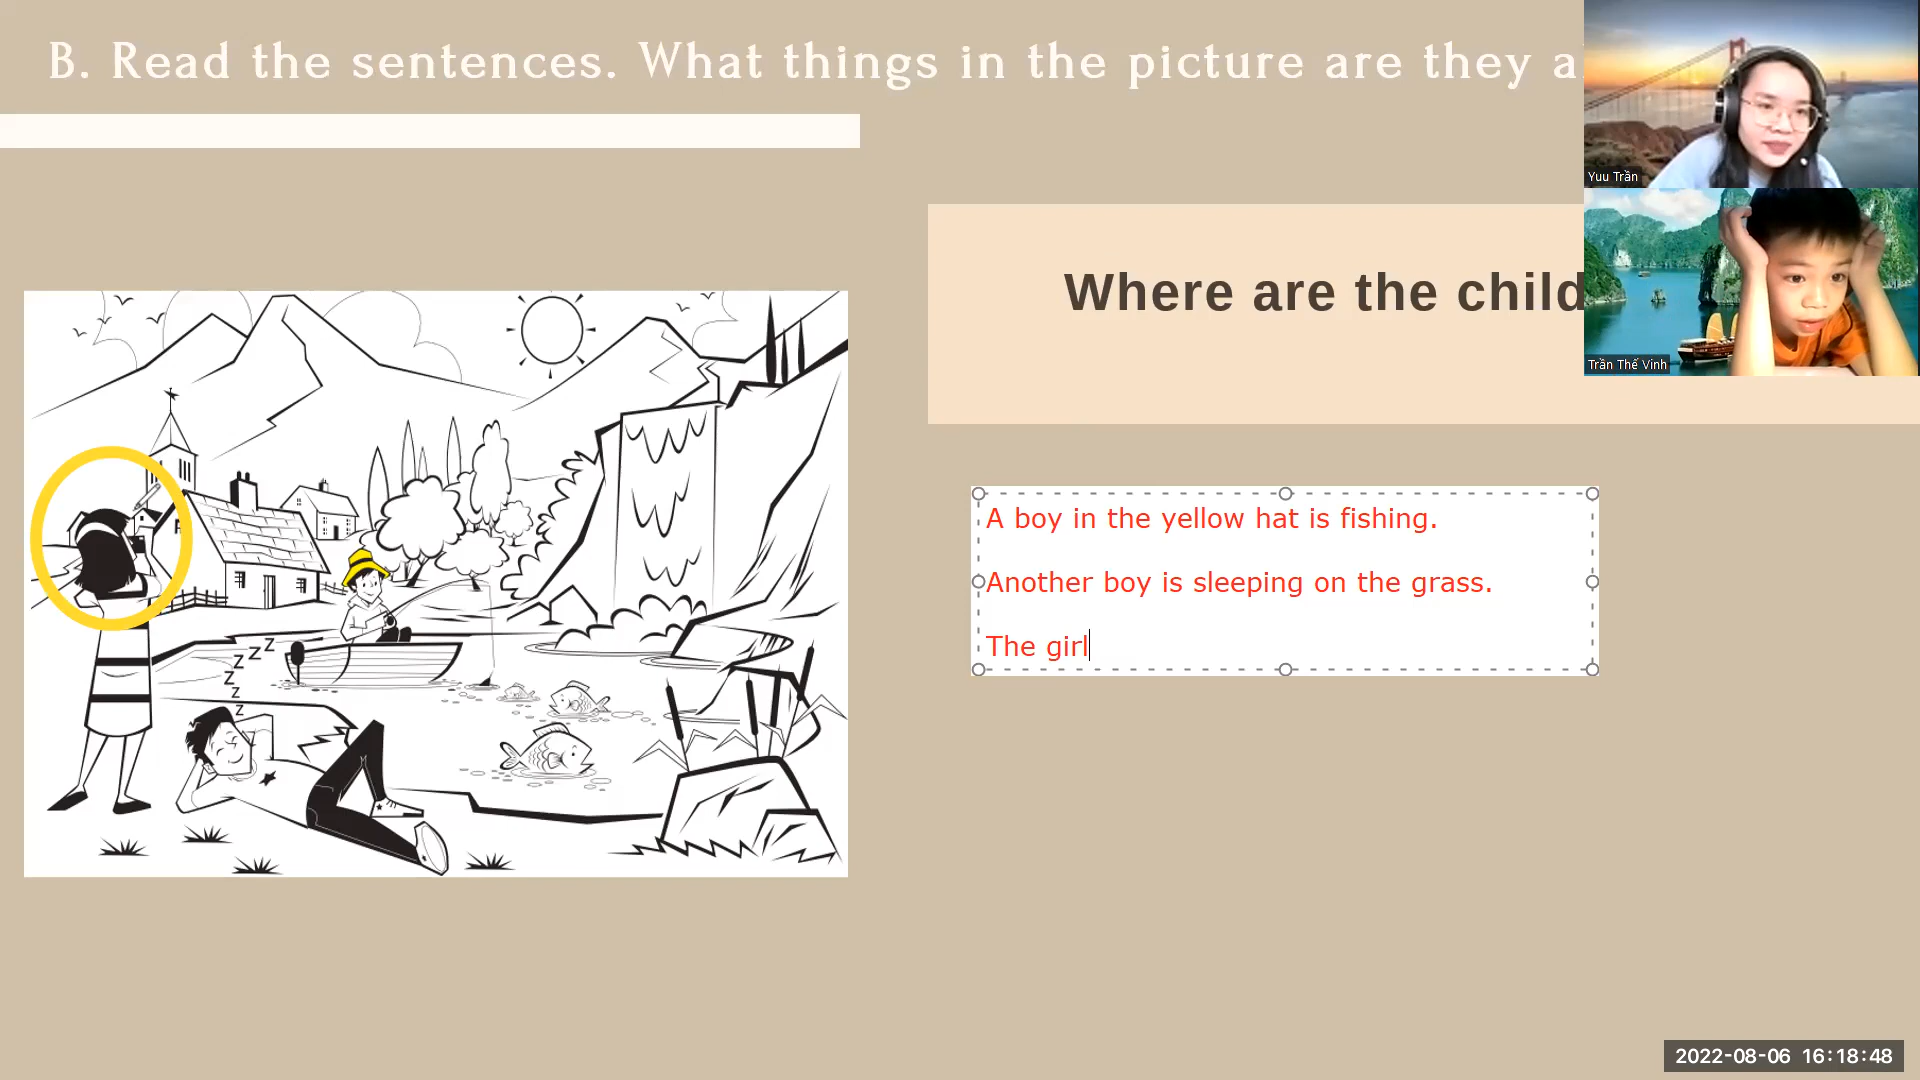 B. Read the sentences. What things in the picture are they a
Yuu Trần
Where are the child
Trần Thế Vinh
A boy in the yellow hat is fishing.
Another boy is sleeping on the grass.
The girl
Z
Z
Z
Z
Z
Z
2022-08-06 16:18:48